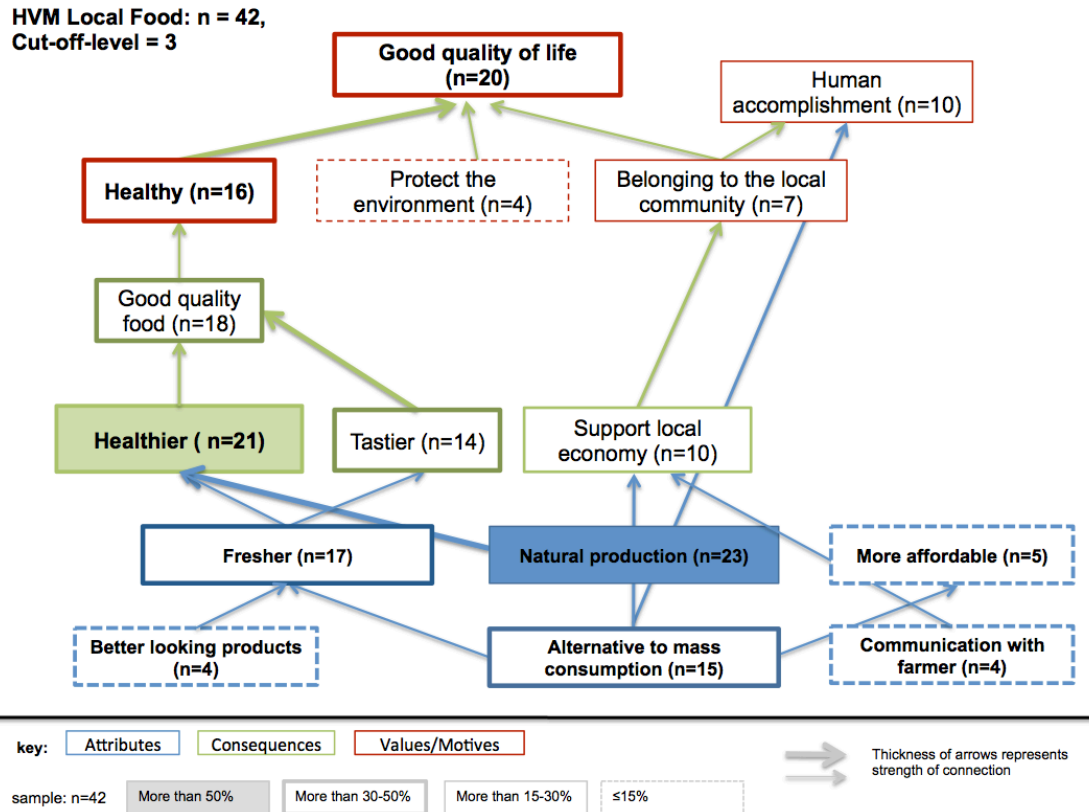 HVM Local Food: n = 42,
Cut-off-level = 3
Good quality of life
(n=20)
Human
accomplishment (n=10)
Healthy (n=16)
Protect the
environment (n=4)
Belonging to the local
community (n=7)
Good quality
food (n=18)
Healthier ( n=21)
Tastier (n=14)
Support local
economy (n=10)
Fresher (n=17)
Natural production (n=23)
More affordable (n=5)
Better looking products
(n=4)
Alternative to mass
consumption (n=15)
Communication with
farmer (n=4)
key:
Attributes
Consequences
Values/Motives
Thickness of arrows represents
strength of connection
sample: n=42
More than 50%
More than 30-50%
More than 15-30%
≤15%